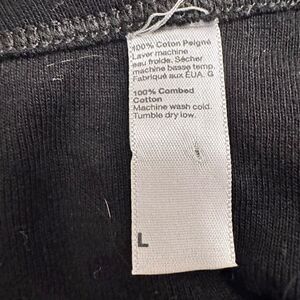 100% Coton Peigné
Laver machine
eau froide. Sécher
machine basse temp.
Fabriqué aux ÉUA. G
100% Combed
Cotton
Machine wash cold.
Tumble dry low.
L